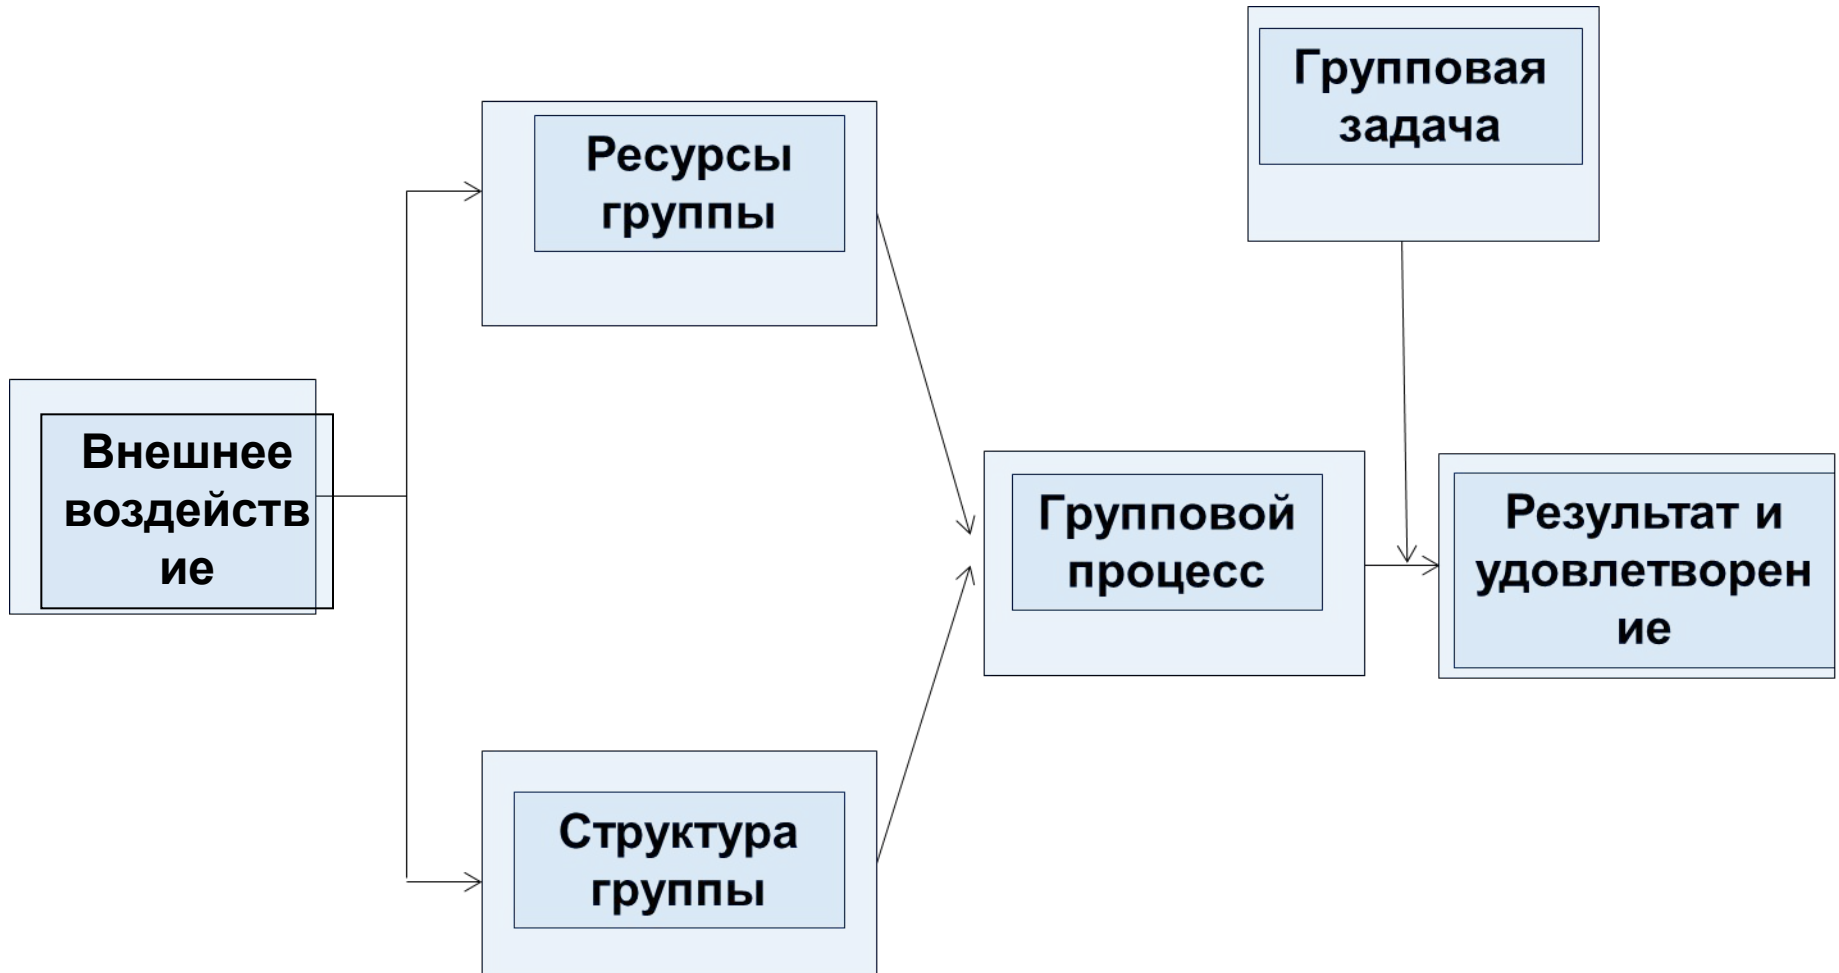 Групповая
задача
Ресурсы
группы
Внешнее
воздейств
ие
Групповой
процесс
Результат и
удовлетворен
ие
Структура
группы